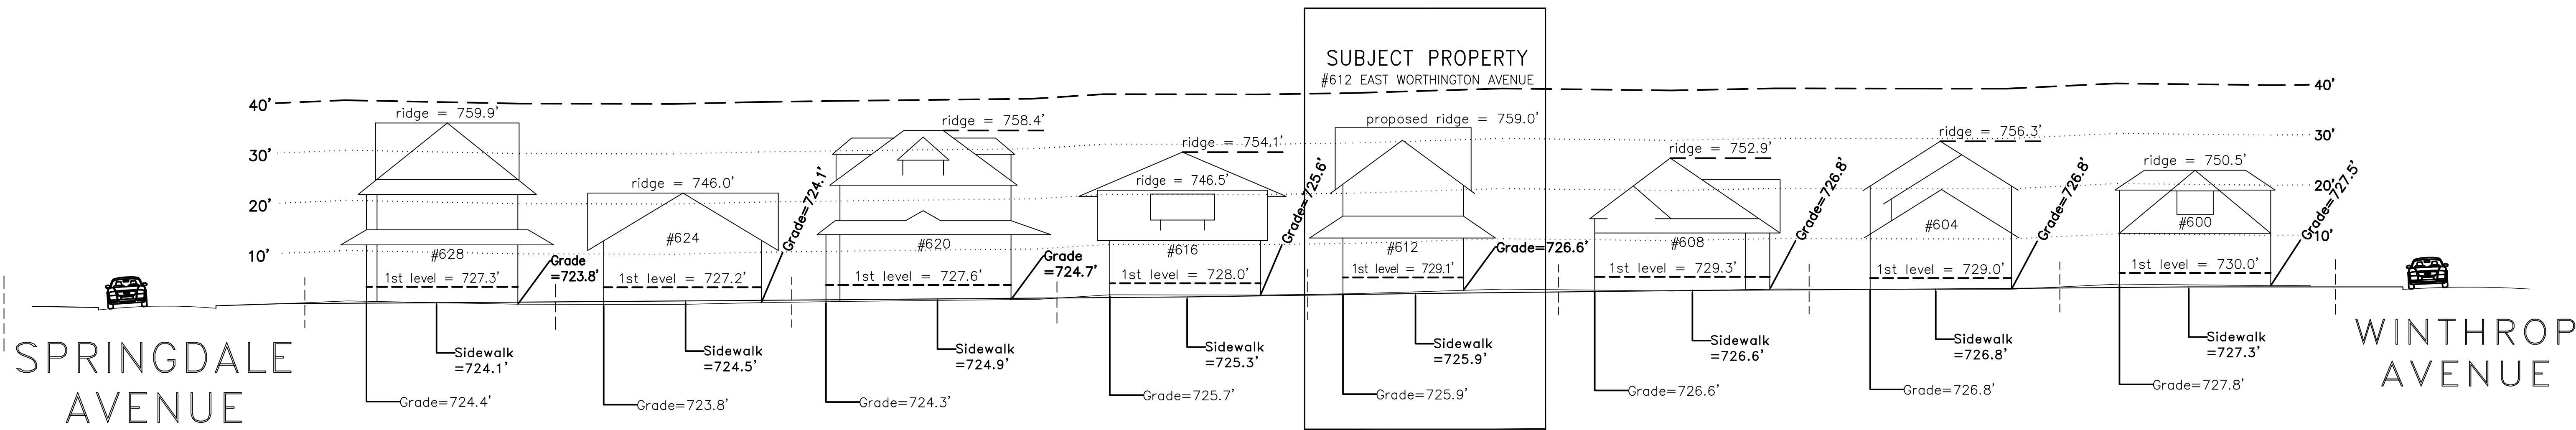 SUBJECT PROPERTY
#612 EAST WORTHINGTON AVENUE
40'
30'
20'
10'
ridge = 759.9'
#628
1st level = 727.3'
Grade
=723.8'
Sidewalk
=724.1'
Grade=724.4'
ridge = 746.0'
#624
1st level = 727.2'
Grade=724.1'
Sidewalk
=724.5'
Grade=723.8'
ridge = 758.4'
#620
1st level = 727.6'
Grade
=724.7'
Sidewalk
=724.9'
Grade=724.3'
ridge = 754.1'
ridge = 746.5'
#616
1st level = 728.0'
Grade=725.6'
Sidewalk
=725.3'
Grade=725.7'
proposed ridge = 759.0'
#612
1st level = 729.1'
Grade=726.6'
Sidewalk
=725.9'
Grade=725.9'
ridge = 752.9'
#608
1st level = 729.3'
Grade=726.8'
Sidewalk
=726.6'
Grade=726.6'
ridge = 756.3'
#604
1st level = 729.0'
Grade=726.8'
Sidewalk
=726.8'
Grade=726.8'
ridge = 750.5'
#600
1st level = 730.0'
Grade=727.5'
Sidewalk
=727.3'
Grade=727.8'
40'
30'
20'
10'
SPRINGDALE
AVENUE
WINTHROP
AVENUE